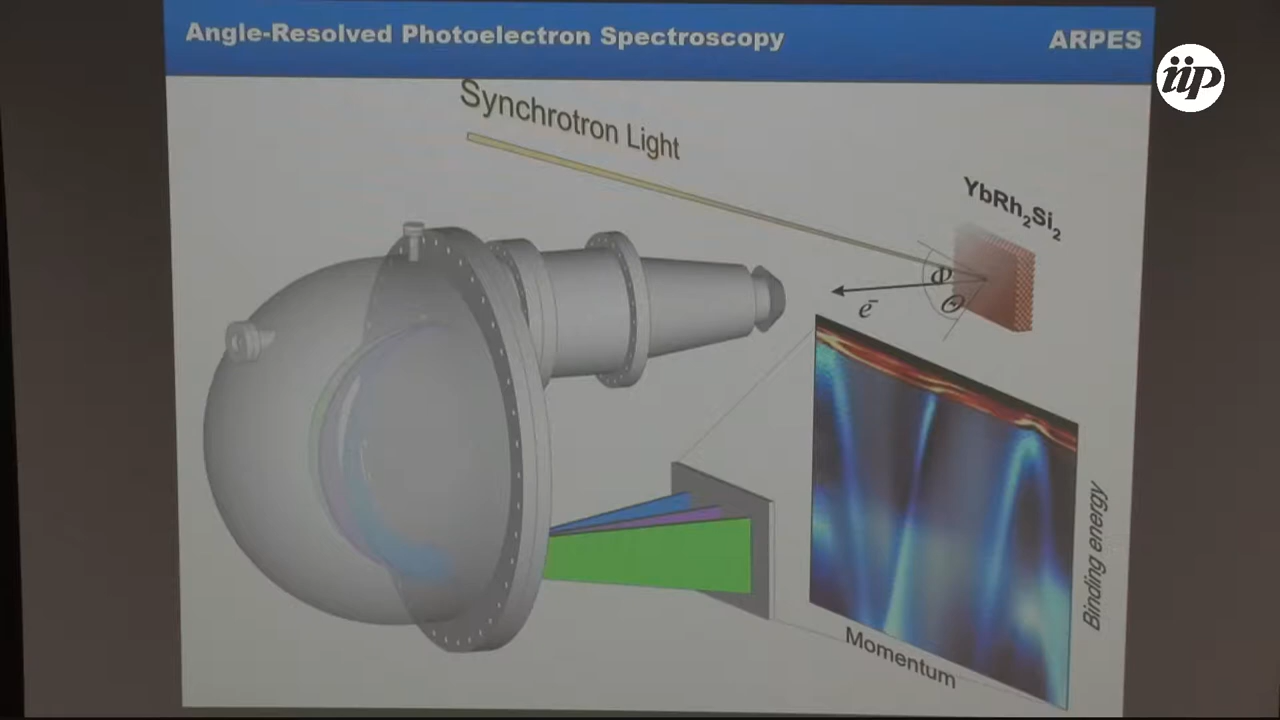 Angle-Resolved Photoelectron Spectroscopy
ARPES
iip
Synchrotron Light
YbRh₂Si₂
Φ
Θ
e⁻
Binding energy
Momentum